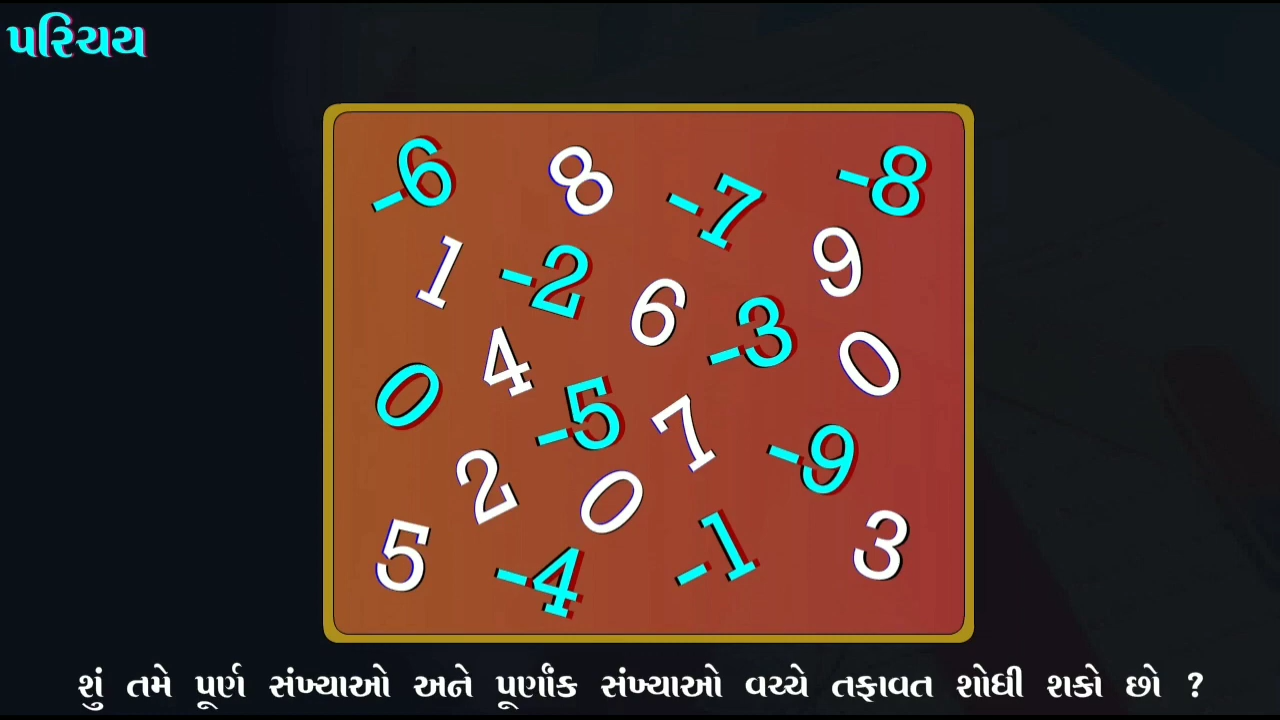 પરિચય
-6 8 -7 -8
1 -2 6 9
0 4 -5 -3 0
2 0 7 -9
5 -4 -1 3
શું તમે પૂર્ણ સંખ્યાઓ અને પૂર્ણાંક સંખ્યાઓ વચ્ચે તફાવત શોધી શકો છો ?